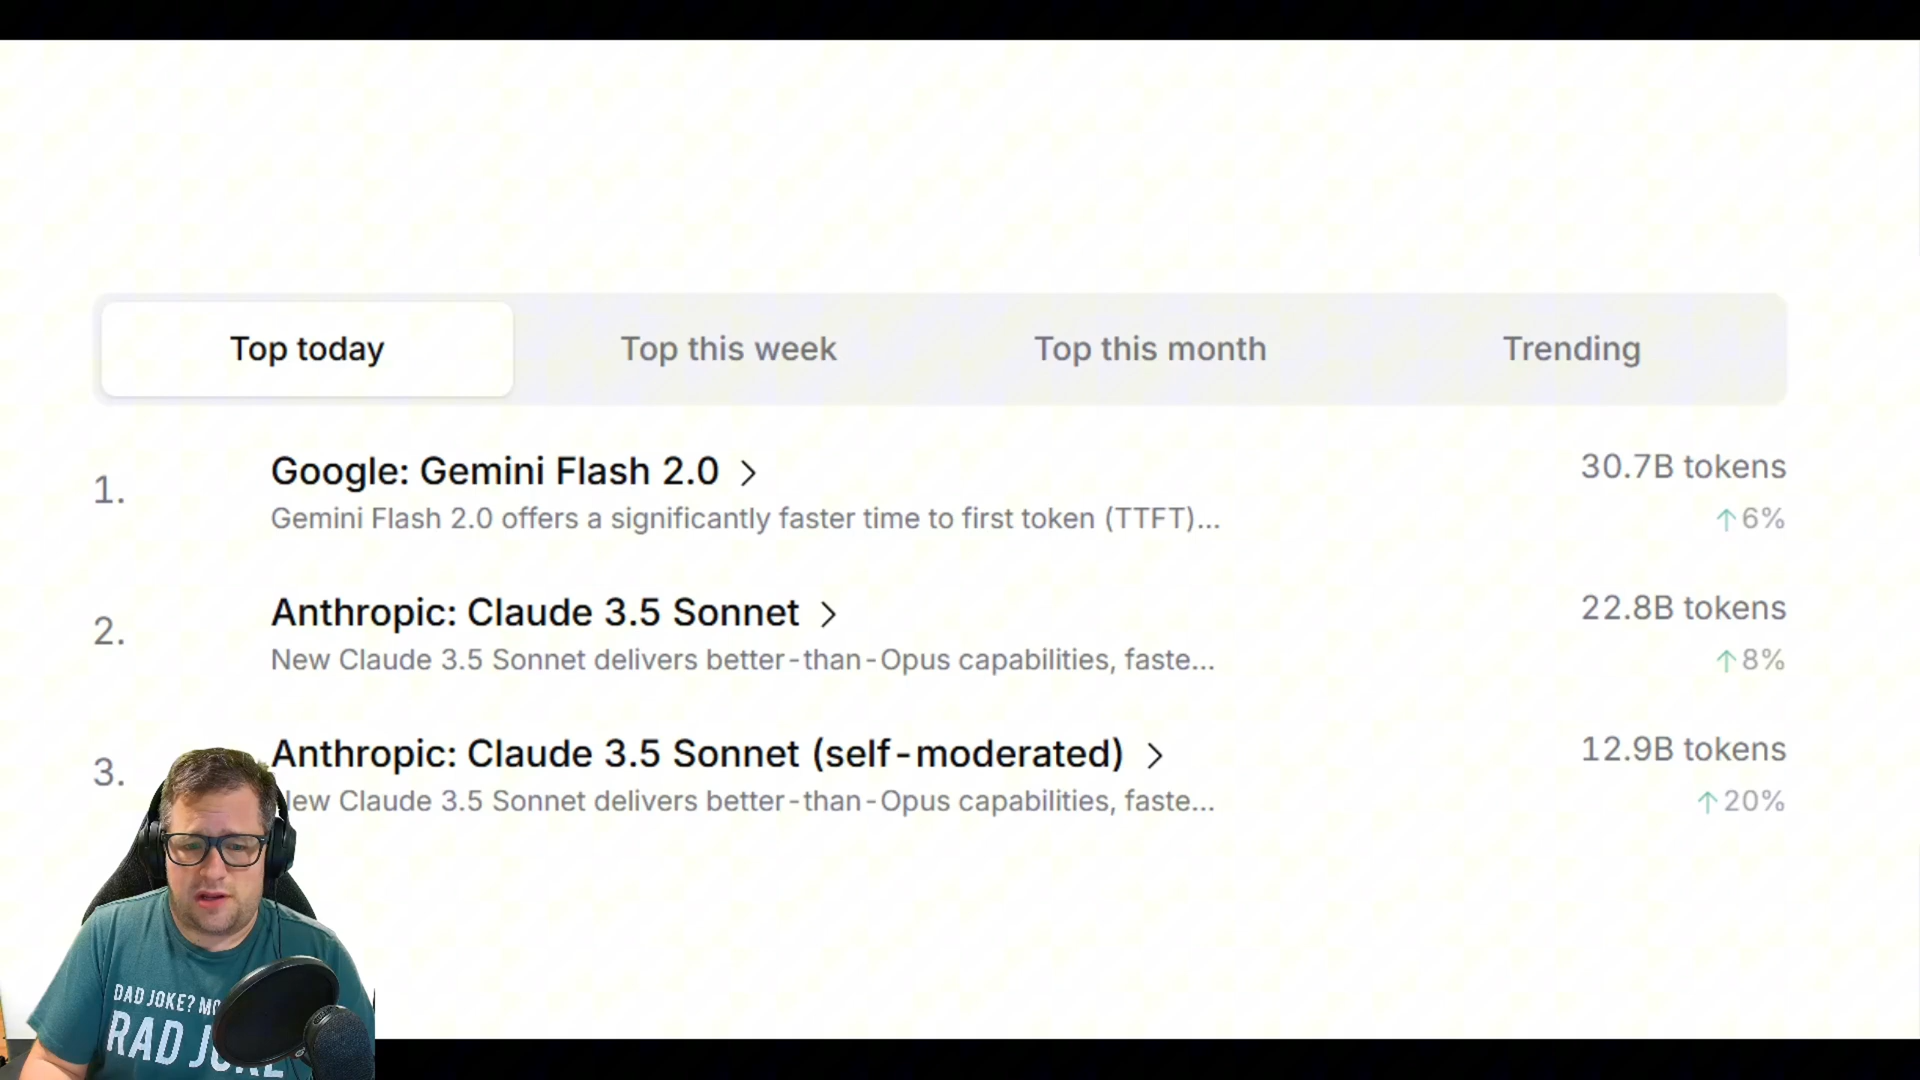 Top today
Top this week
Top this month
Trending
1.
Google: Gemini Flash 2.0
30.7B tokens
Gemini Flash 2.0 offers a significantly faster time to first token (TTFT)...
↑6%
2.
Anthropic: Claude 3.5 Sonnet
22.8B tokens
New Claude 3.5 Sonnet delivers better-than-Opus capabilities, faste...
↑8%
3.
Anthropic: Claude 3.5 Sonnet (self-moderated)
12.9B tokens
New Claude 3.5 Sonnet delivers better-than-Opus capabilities, faste...
↑20%
DAD JOKE?
RAD